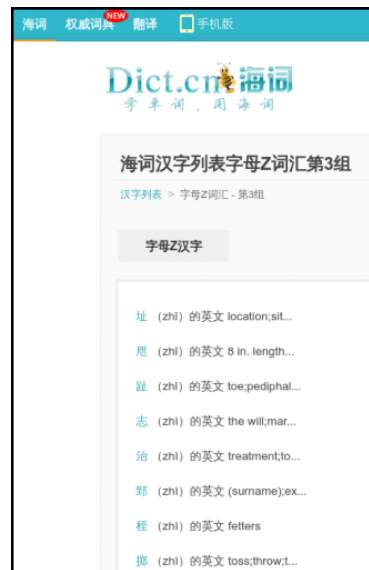 海词 权威词典 NEW 翻译 手机版
Dict.cn 海词
学 单 词 , 用 海 词
海词汉字列表字母Z词汇第3组
汉字列表 > 字母Z词汇 - 第3组
字母Z汉字
址 (zhǐ) 的英文 location;sit...
咫 (zhǐ) 的英文 8 in. length...
趾 (zhǐ) 的英文 toe;pediphal...
志 (zhì) 的英文 the will;mar...
治 (zhì) 的英文 treatment;to...
郅 (zhì) 的英文 (surname);ex...
桎 (zhì) 的英文 fetters
掷 (zhì) 的英文 toss;throw;t...